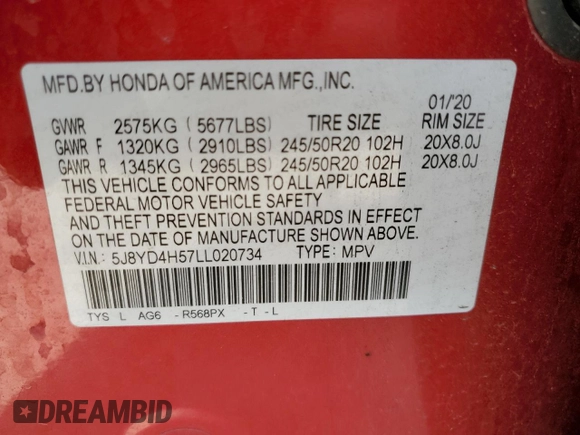 MFD.BY HONDA OF AMERICA MFG.,INC.
01/'20
GVWR 2575KG (5677LBS) TIRE SIZE RIM SIZE
GAWR F 1320KG (2910LBS) 245/50R20 102H 20X8.0J
GAWR R 1345KG (2965LBS) 245/50R20 102H 20X8.0J
THIS VEHICLE CONFORMS TO ALL APPLICABLE
FEDERAL MOTOR VEHICLE SAFETY
AND THEFT PREVENTION STANDARDS IN EFFECT
ON THE DATE OF MANUFACTURE SHOWN ABOVE.
V.I.N.: 5J8YD4H57LL020734 TYPE: MPV
TYS L AG6 -R568PX -T -L
DREAMBID